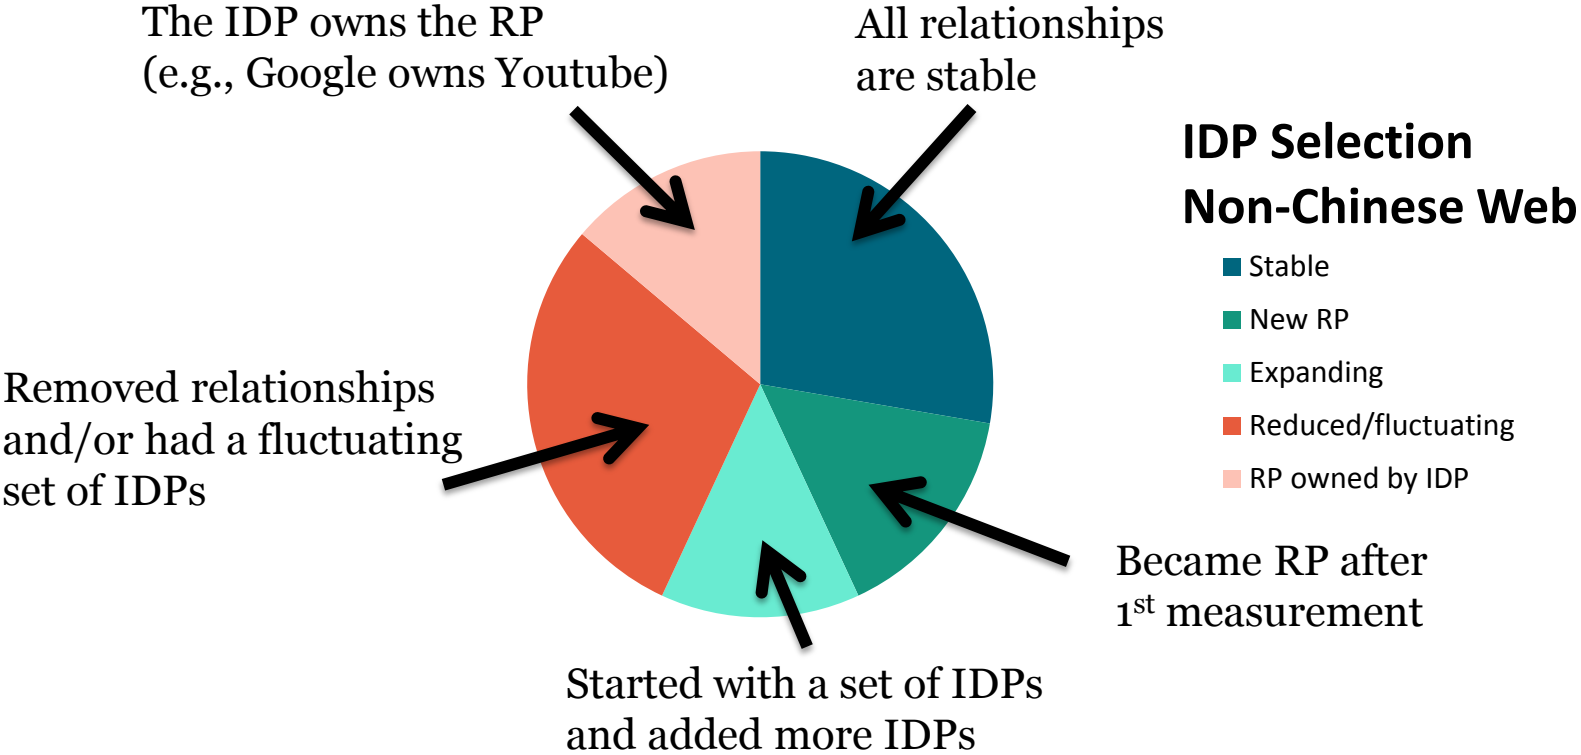 The IDP owns the RP
(e.g., Google owns Youtube)
All relationships
are stable
IDP Selection
Non-Chinese Web
Stable
New RP
Expanding
Reduced/fluctuating
RP owned by IDP
Removed relationships
and/or had a fluctuating
set of IDPs
Became RP after
1st measurement
Started with a set of IDPs
and added more IDPs